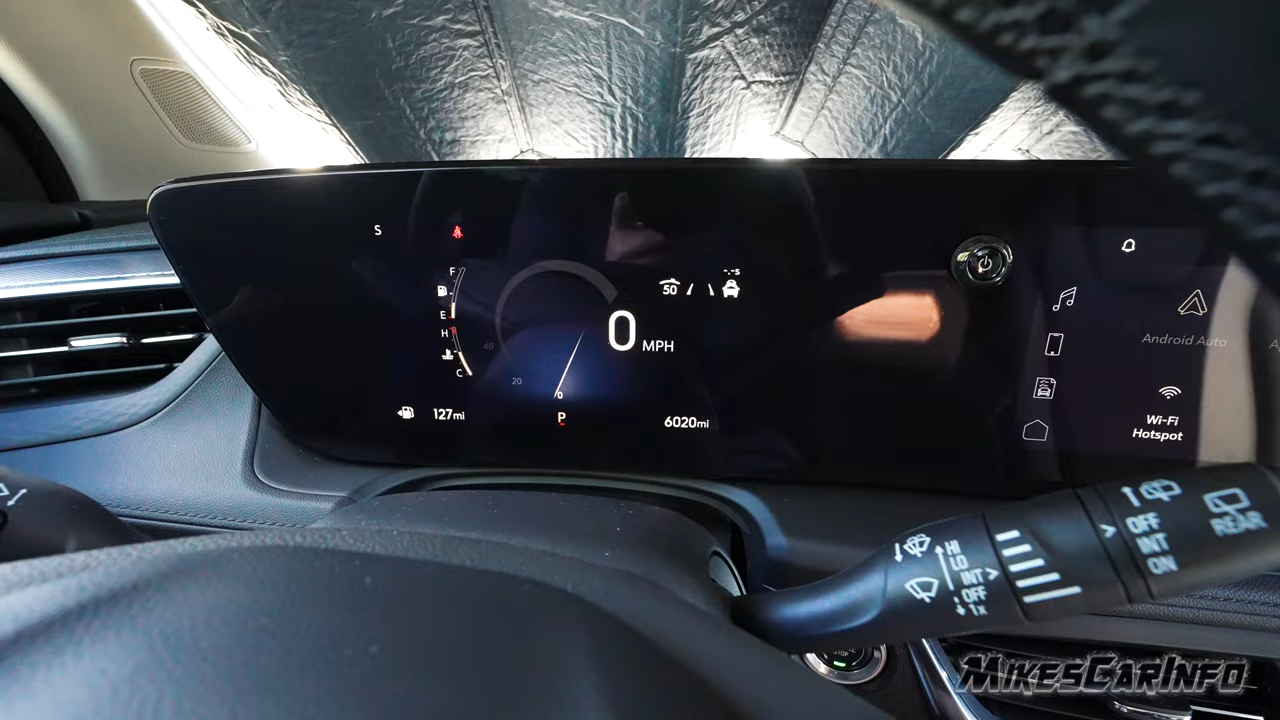 S
F
E
H
C
50
-.-s
0 MPH
40
20
0
P
127mi
6020mi
Android Auto
A
Wi-Fi
Hotspot
HI
LO
INT
OFF
1x
OFF
INT
ON
REAR
STOP
MIKESCARINFO